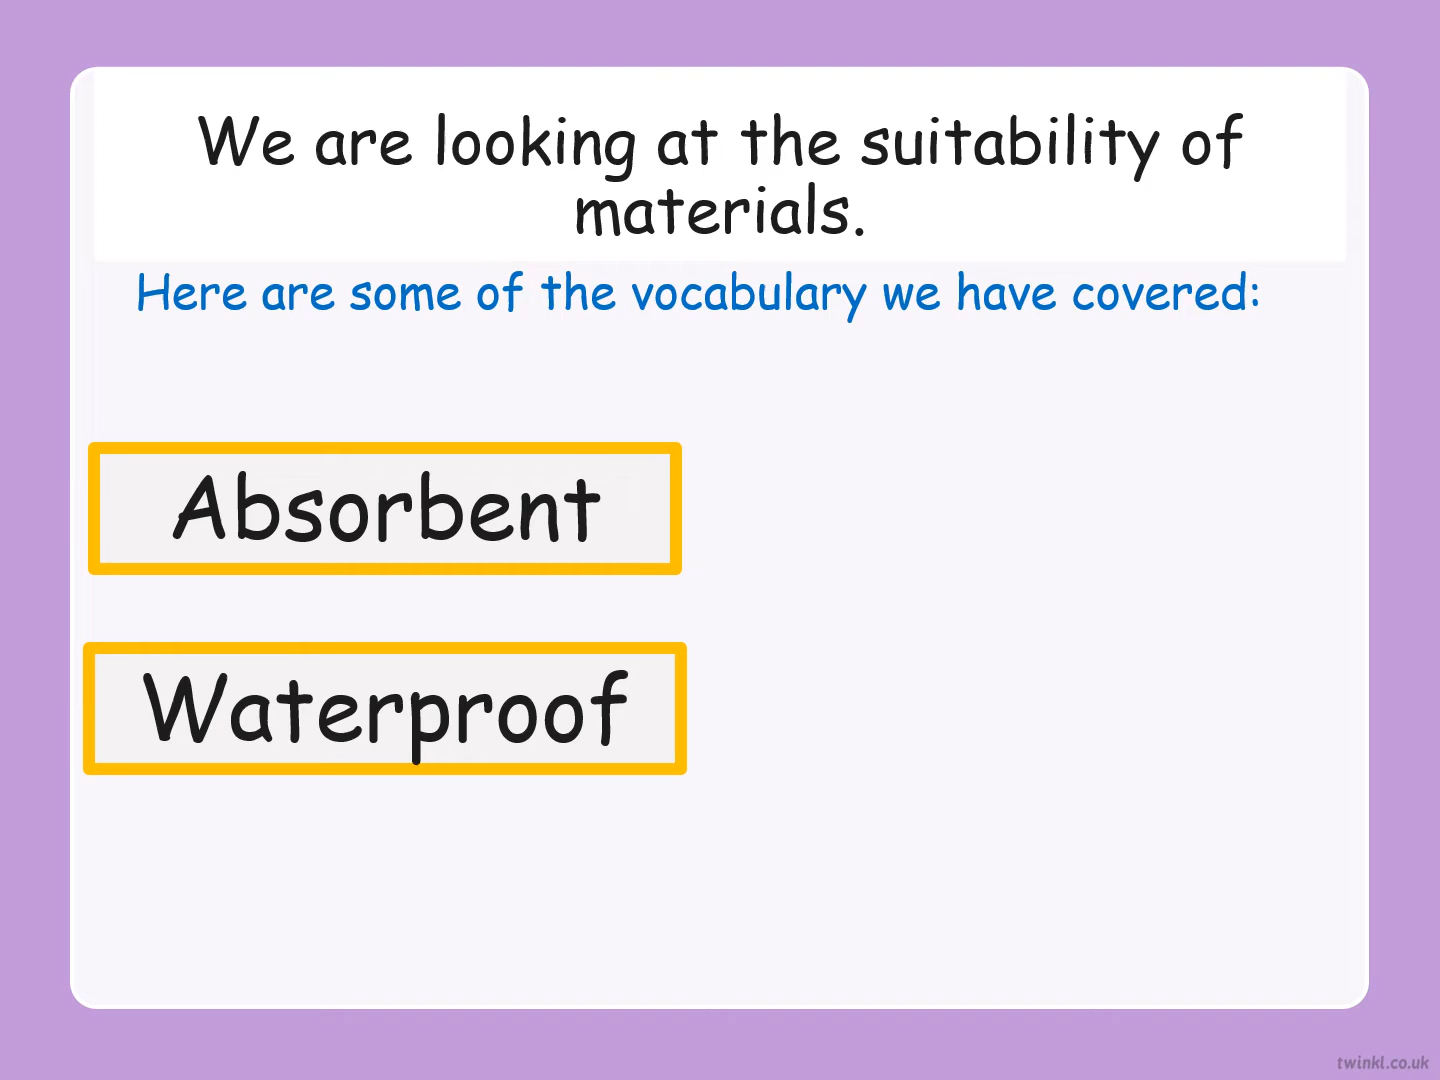 We are looking at the suitability of
materials.
Here are some of the vocabulary we have covered:
Absorbent
Waterproof
twinkl.co.uk